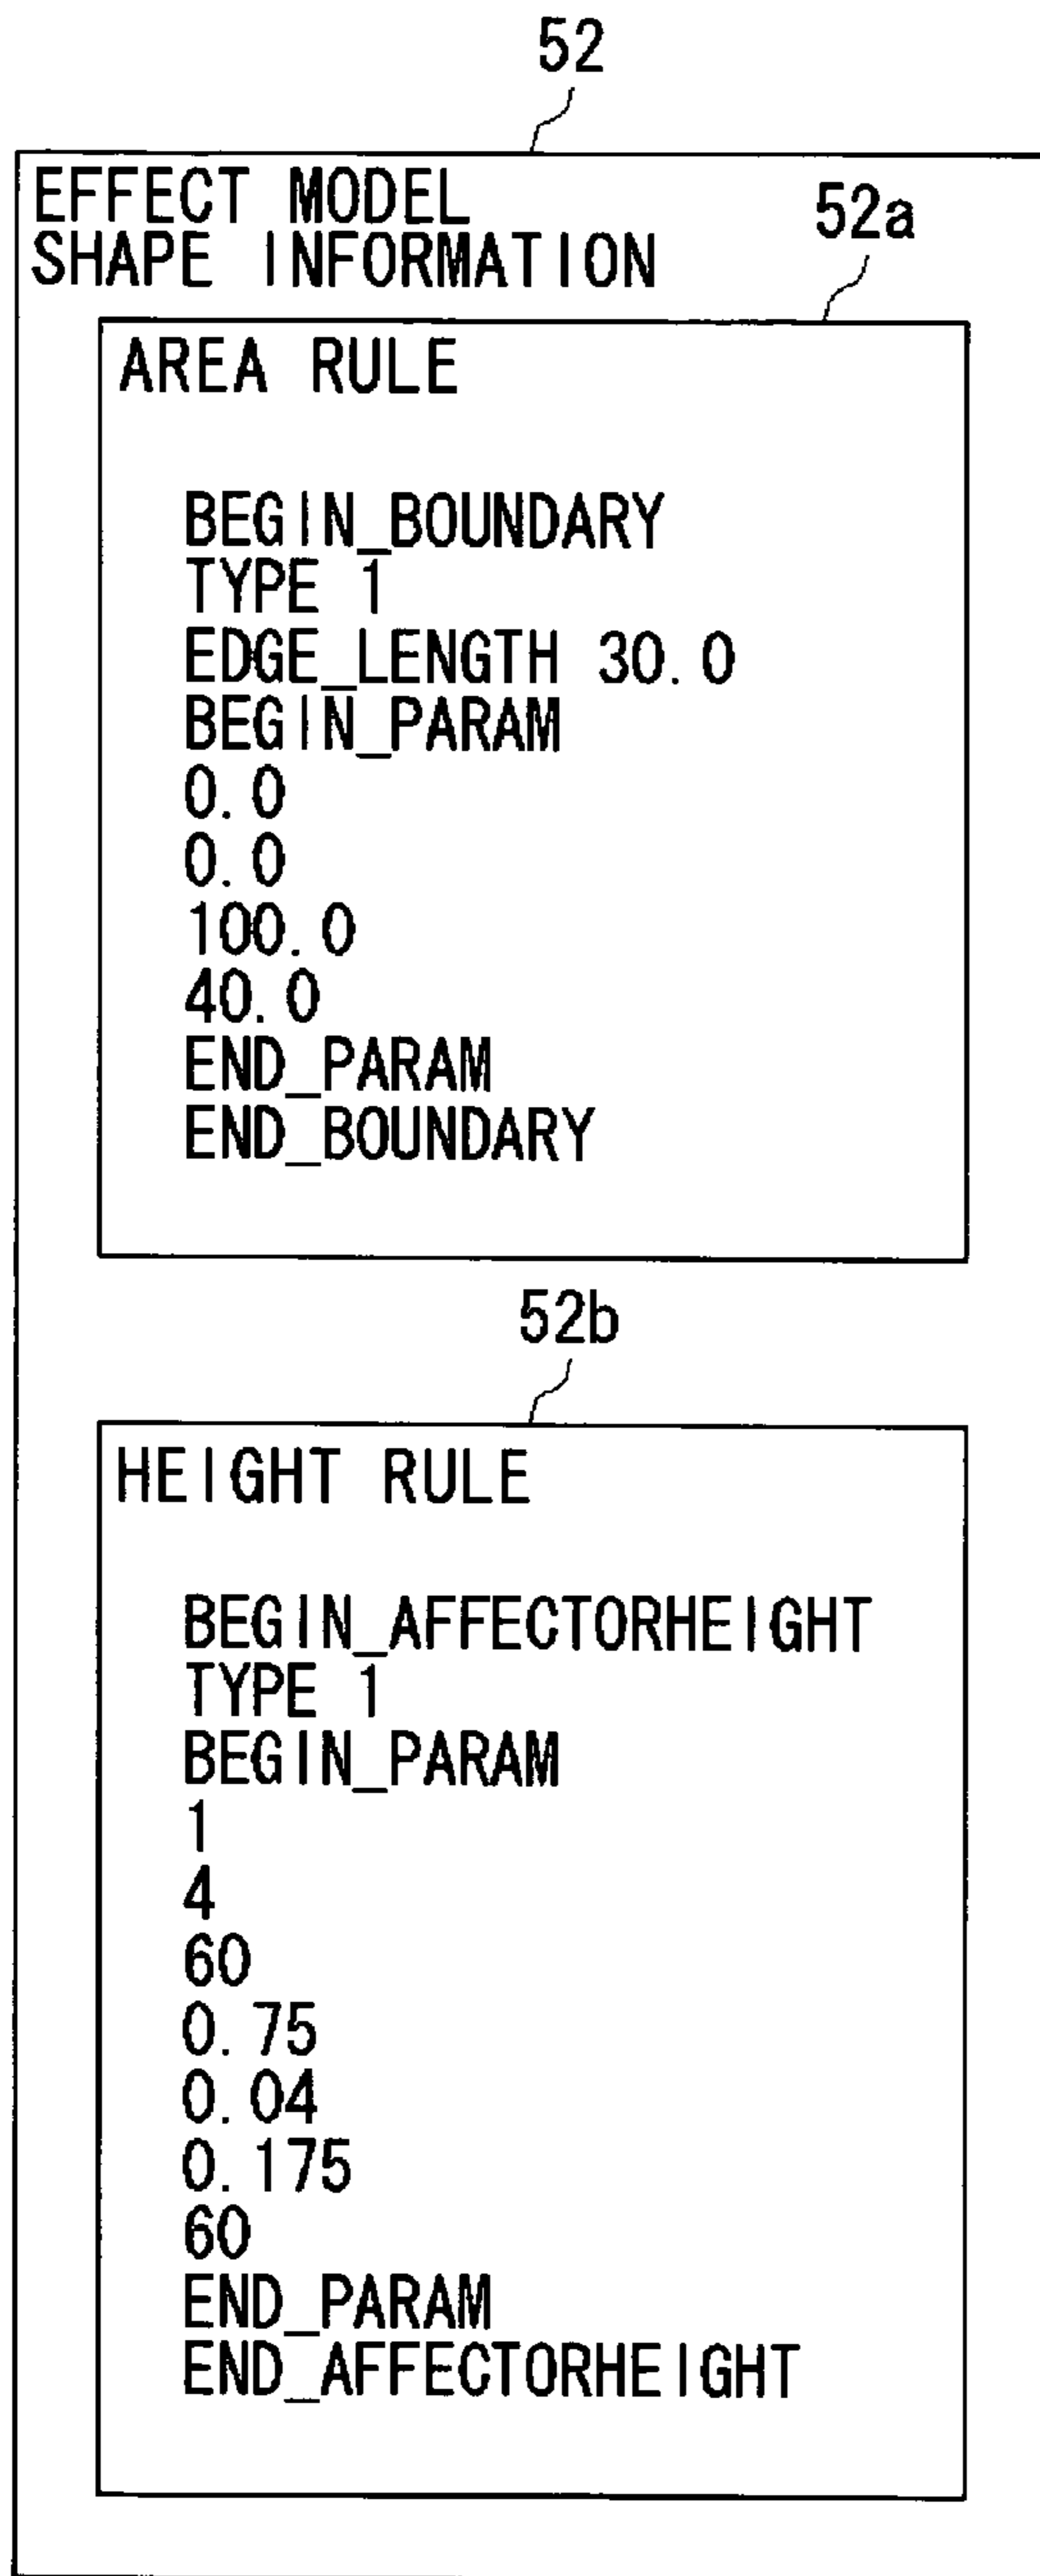 52
EFFECT MODEL
SHAPE INFORMATION
52a
AREA RULE
BEGIN_BOUNDARY
TYPE 1
EDGE_LENGTH 30.0
BEGIN_PARAM
0.0
0.0
100.0
40.0
END_PARAM
END_BOUNDARY
52b
HEIGHT RULE
BEGIN_AFFECTORHEIGHT
TYPE 1
BEGIN_PARAM
1
4
60
0.75
0.04
0.175
60
END_PARAM
END_AFFECTORHEIGHT